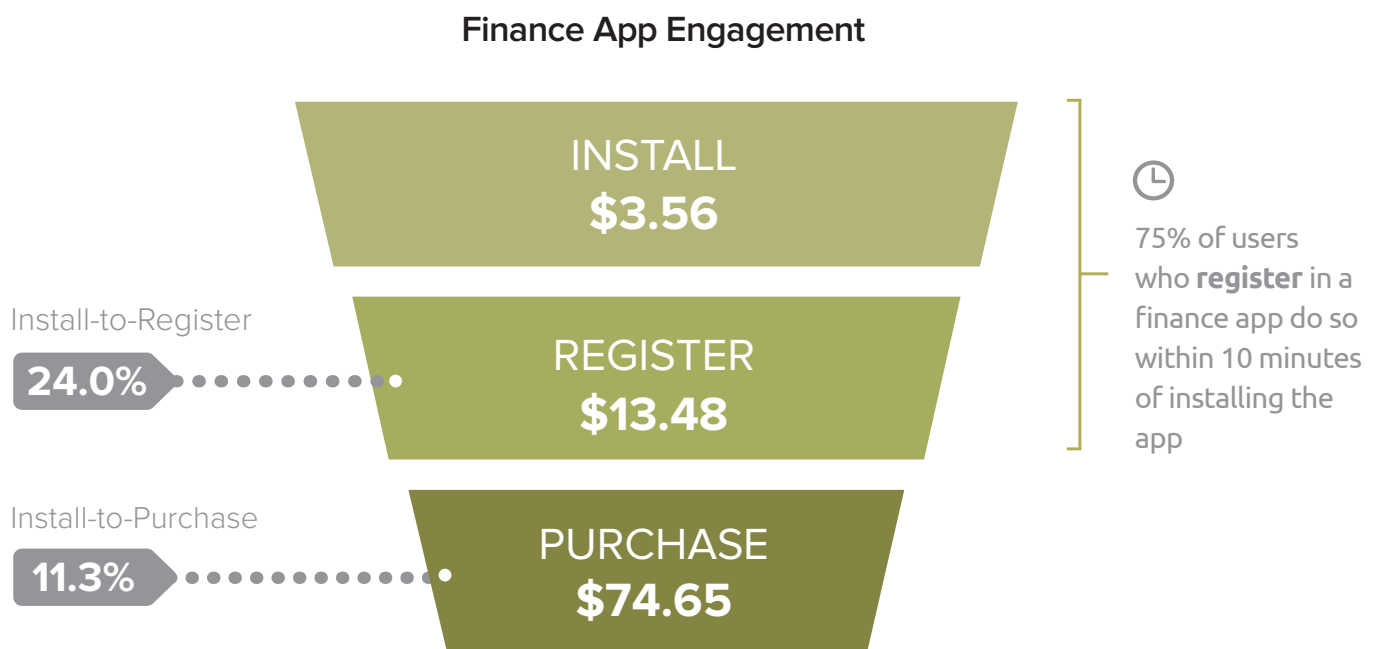 Finance App Engagement
INSTALL
$3.56
Install-to-Register
24.0%
REGISTER
$13.48
Install-to-Purchase
11.3%
PURCHASE
$74.65
75% of users
who register in a
finance app do so
within 10 minutes
of installing the
app